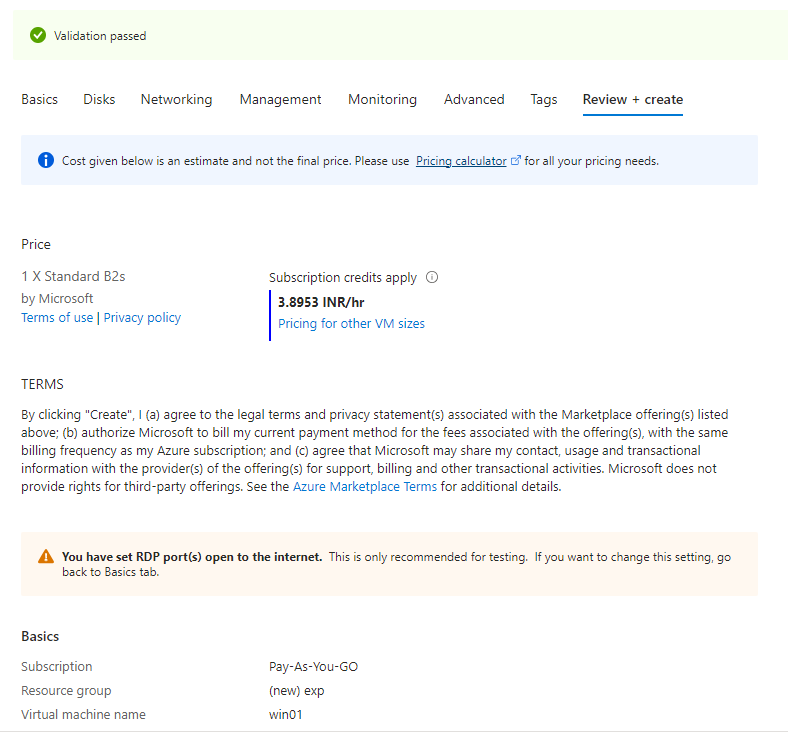 Validation passed
Basics Disks Networking Management Monitoring Advanced Tags Review + create
Cost given below is an estimate and not the final price. Please use Pricing calculator for all your pricing needs.
Price
1 X Standard B2s
by Microsoft
Terms of use | Privacy policy
Subscription credits apply
3.8953 INR/hr
Pricing for other VM sizes
TERMS
By clicking "Create", I (a) agree to the legal terms and privacy statement(s) associated with the Marketplace offering(s) listed
above; (b) authorize Microsoft to bill my current payment method for the fees associated with the offering(s), with the same
billing frequency as my Azure subscription; and (c) agree that Microsoft may share my contact, usage and transactional
information with the provider(s) of the offering(s) for support, billing and other transactional activities. Microsoft does not
provide rights for third-party offerings. See the Azure Marketplace Terms for additional details.
You have set RDP port(s) open to the internet. This is only recommended for testing. If you want to change this setting, go
back to Basics tab.
Basics
Subscription Pay-As-You-GO
Resource group (new) exp
Virtual machine name win01